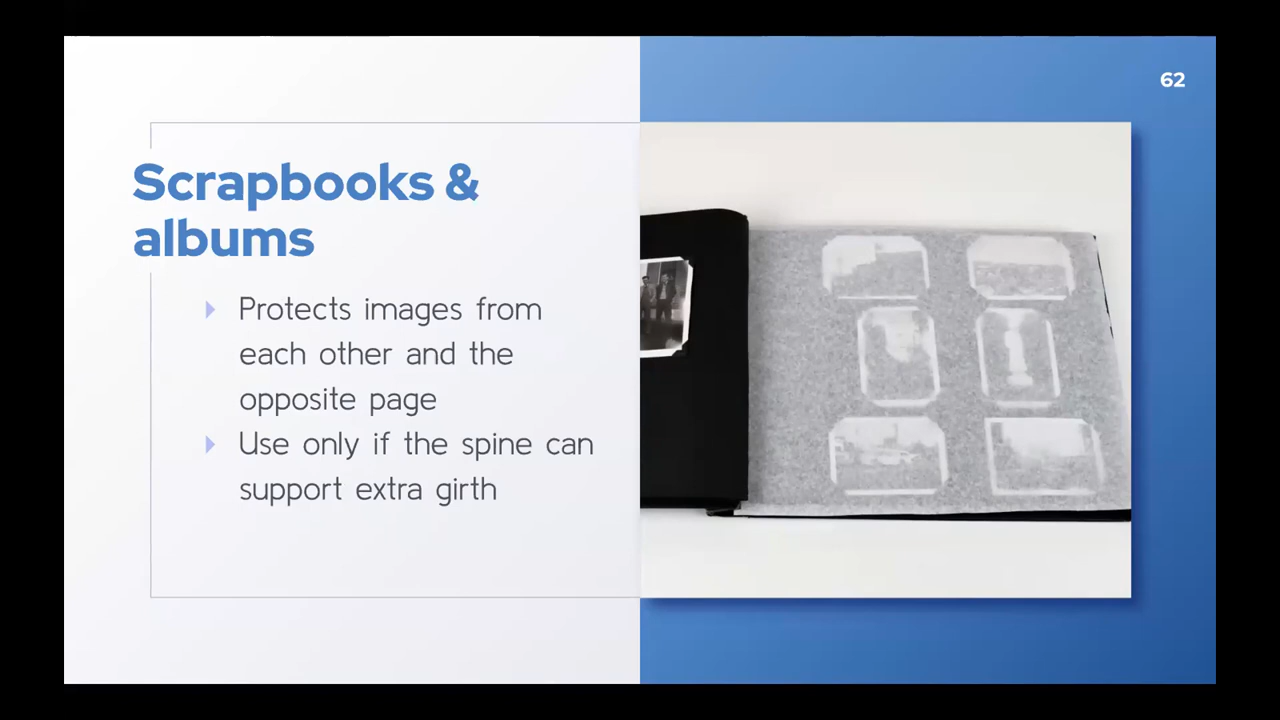 62
Scrapbooks &
albums
Protects images from
each other and the
opposite page
Use only if the spine can
support extra girth